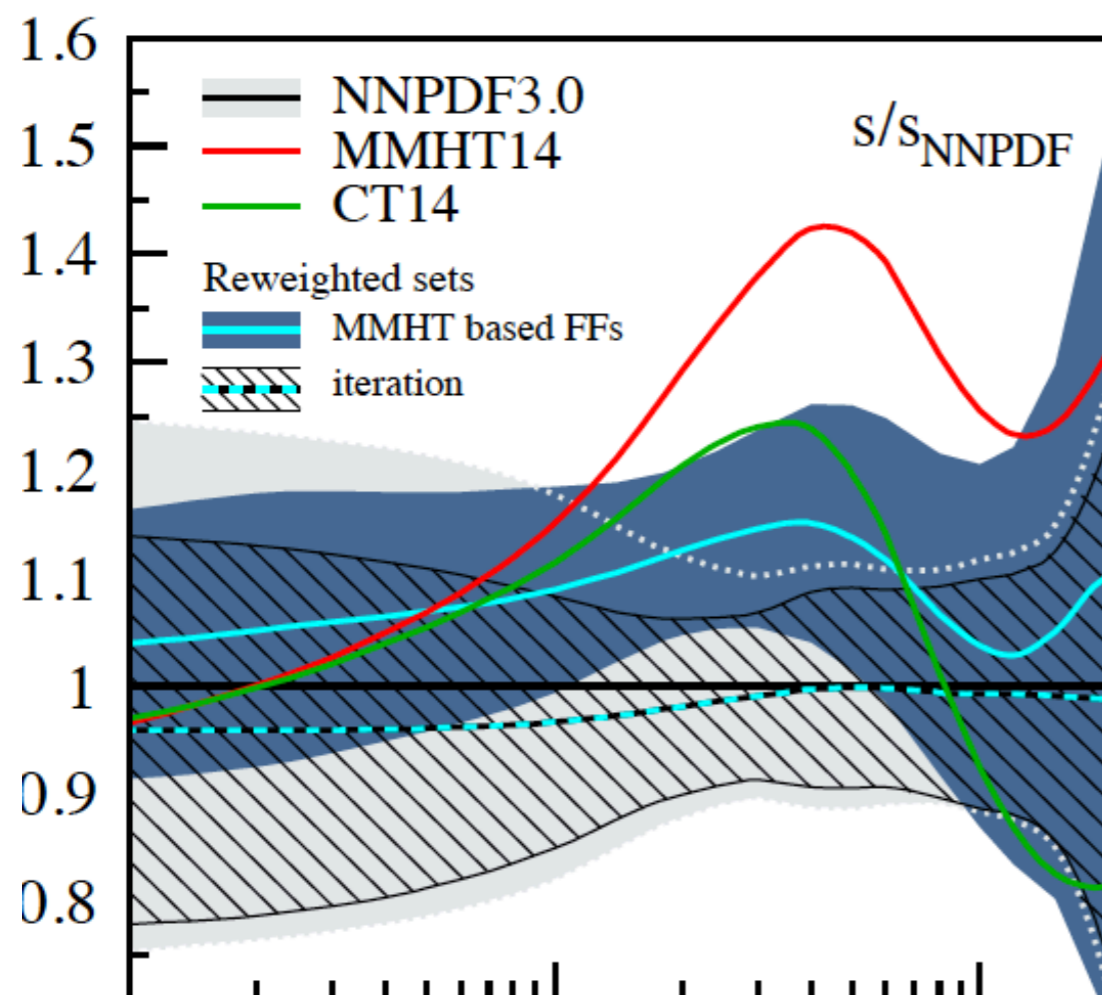 1.6
NNPDF3.0
MMHT14
CT14
s/sNNPDF
1.5
1.4
Reweighted sets
MMHT based FFs
iteration
1.3
1.2
1.1
1
0.9
0.8